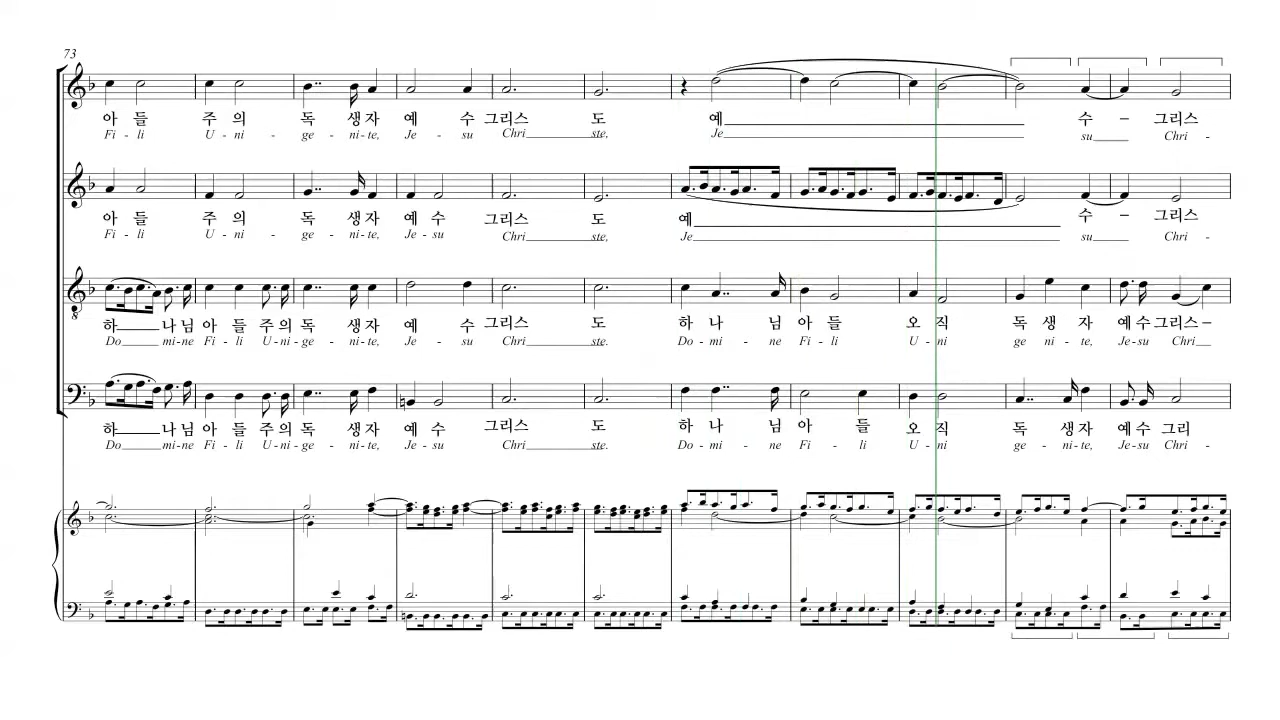 73
아 들 주 의 독 생 자 예 수 그리스 도 예 수 – 그리스
Fi - li U - ni - ge - ni - te, Je - su Chri ste, Je su Chri -
아 들 주 의 독 생 자 예 수 그리스 도 예 수 – 그리스
Fi - li U - ni - ge - ni - te, Je - su Chri ste, Je su Chri -
하 나 님 아 들 주 의 독 생 자 예 수 그리스 도 하 나 님 아 들 오 직 독 생 자 예 수 그리스 –
Do mi - ne Fi - li U - ni - ge - ni - te, Je - su Chri ste. Do - mi - ne Fi - li U - ni ge - ni - te, Je - su Chri
하 나 님 아 들 주 의 독 생 자 예 수 그리스 도 하 나 님 아 들 오 직 독 생 자 예 수 그리
Do mi - ne Fi - li U - ni - ge - ni - te, Je - su Chri ste. Do - mi - ne Fi - li U - ni - ge - ni - te, Je - su Chri -